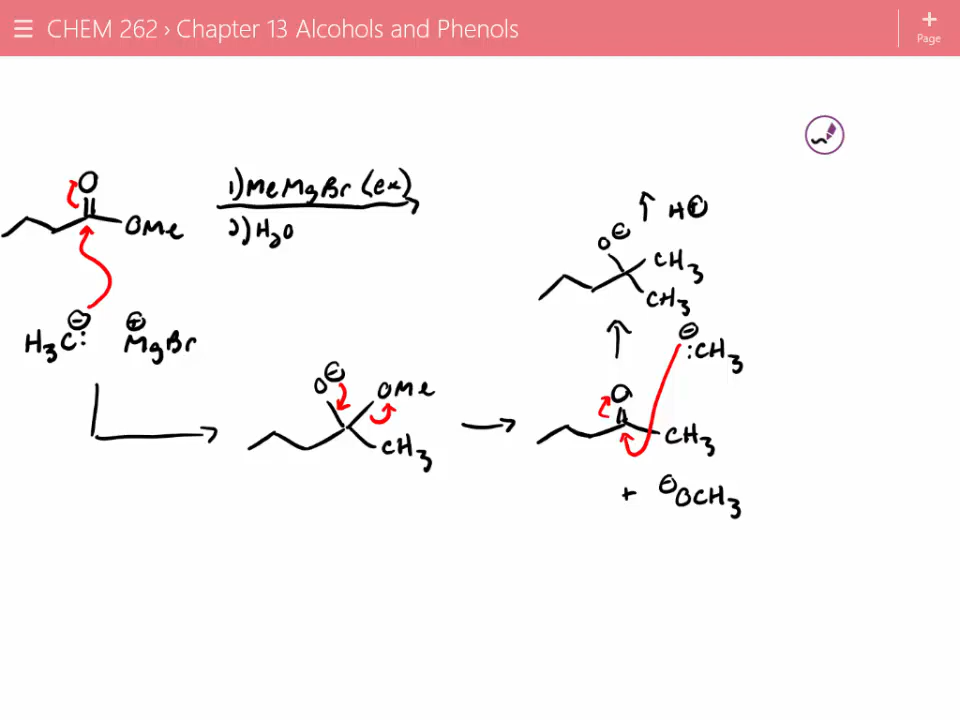 ☰ CHEM 262 › Chapter 13 Alcohols and Phenols
+
Page
O
OMe
1) MeMgBr (ex)
2) H₂O
H⊕
O⊖
CH₃
CH₃
H₃C:⊖ ⊕MgBr
⊖:CH₃
O⊖ OMe
CH₃
O
CH₃
+ ⊖OCH₃